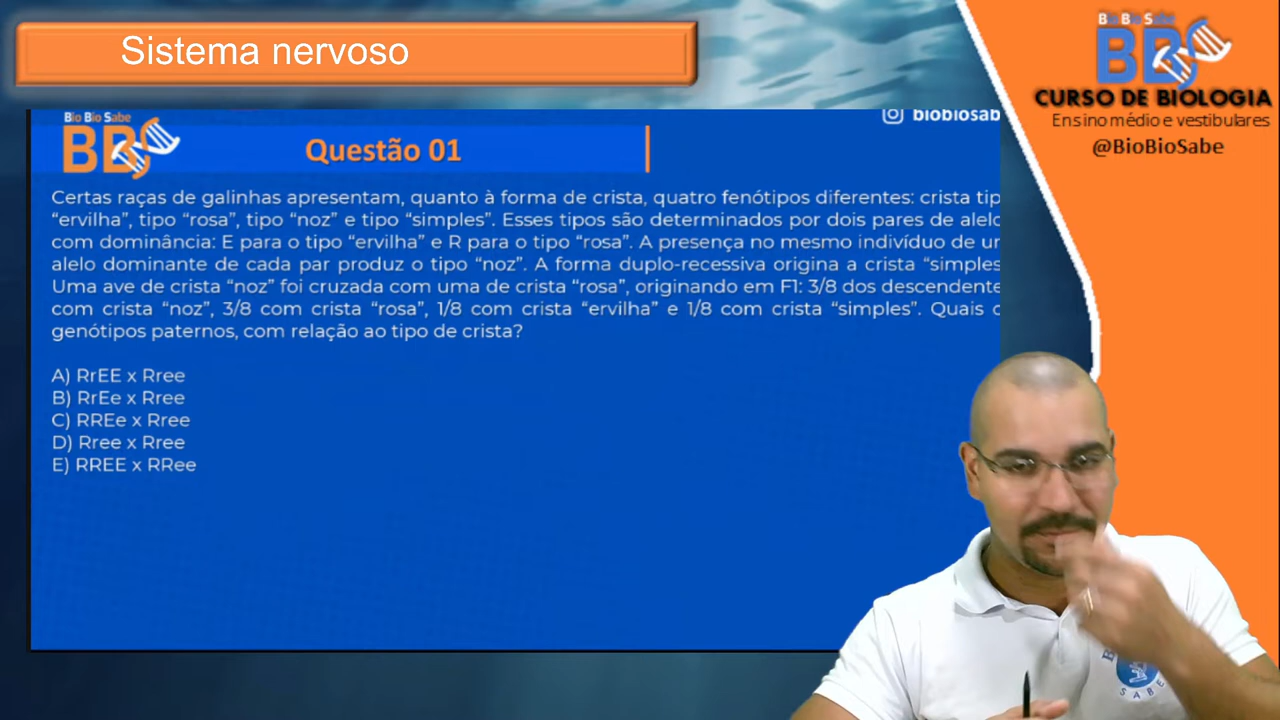 Sistema nervoso
Bio Bio Sabe
BBS
CURSO DE BIOLOGIA
Ensino médio e vestibulares
@BioBioSabe
Bio Bio Sabe
BBS
biobiosab
Questão 01
Certas raças de galinhas apresentam, quanto à forma de crista, quatro fenótipos diferentes: crista tip
“ervilha”, tipo “rosa”, tipo “noz” e tipo “simples”. Esses tipos são determinados por dois pares de alelo
com dominância: E para o tipo “ervilha” e R para o tipo “rosa”. A presença no mesmo indivíduo de um
alelo dominante de cada par produz o tipo “noz”. A forma duplo-recessiva origina a crista “simples
Uma ave de crista “noz” foi cruzada com uma de crista “rosa”, originando em F1: 3/8 dos descendente
com crista “noz”, 3/8 com crista “rosa”, 1/8 com crista “ervilha” e 1/8 com crista “simples”. Quais o
genótipos paternos, com relação ao tipo de crista?
A) RrEE x Rree
B) RrEe x Rree
C) RREe x Rree
D) Rree x Rree
E) RREE x RRee
SABE